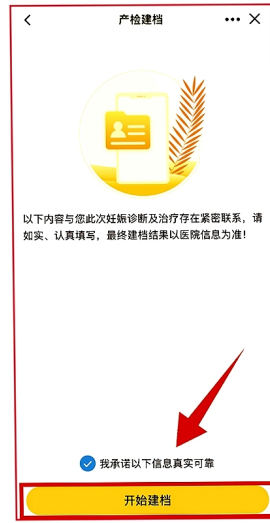 产检建档
以下内容与您此次妊娠诊断及治疗存在紧密联系，请
如实、认真填写，最终建档结果以医院信息为准！
我承诺以下信息真实可靠
开始建档